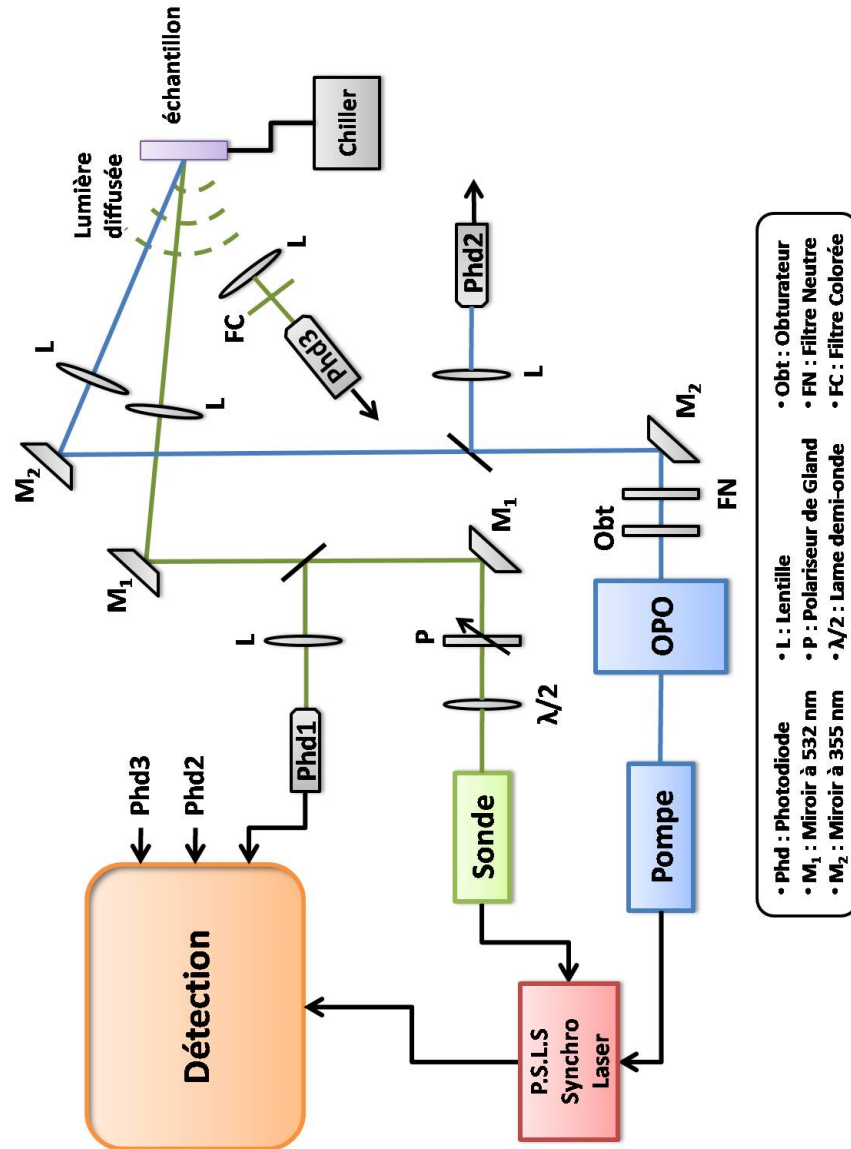 échantillon
Lumière
diffusée
Chiller
L
L
L
FC
Phd3
M₂
M₁
Phd2
L
M₂
M₁
L
Phd1
P
λ/2
Obt
FN
OPO
Pompe
Sonde
Phd3
Phd2
Détection
P.S.L.S
Synchro
Laser
• Phd : Photodiode
• M₁ : Miroir à 532 nm
• M₂ : Miroir à 355 nm
• L : Lentille
• P : Polariseur de Gland
• λ/2 : Lame demi-onde
• Obt : Obturateur
• FN : Filtre Neutre
• FC : Filtre Colorée